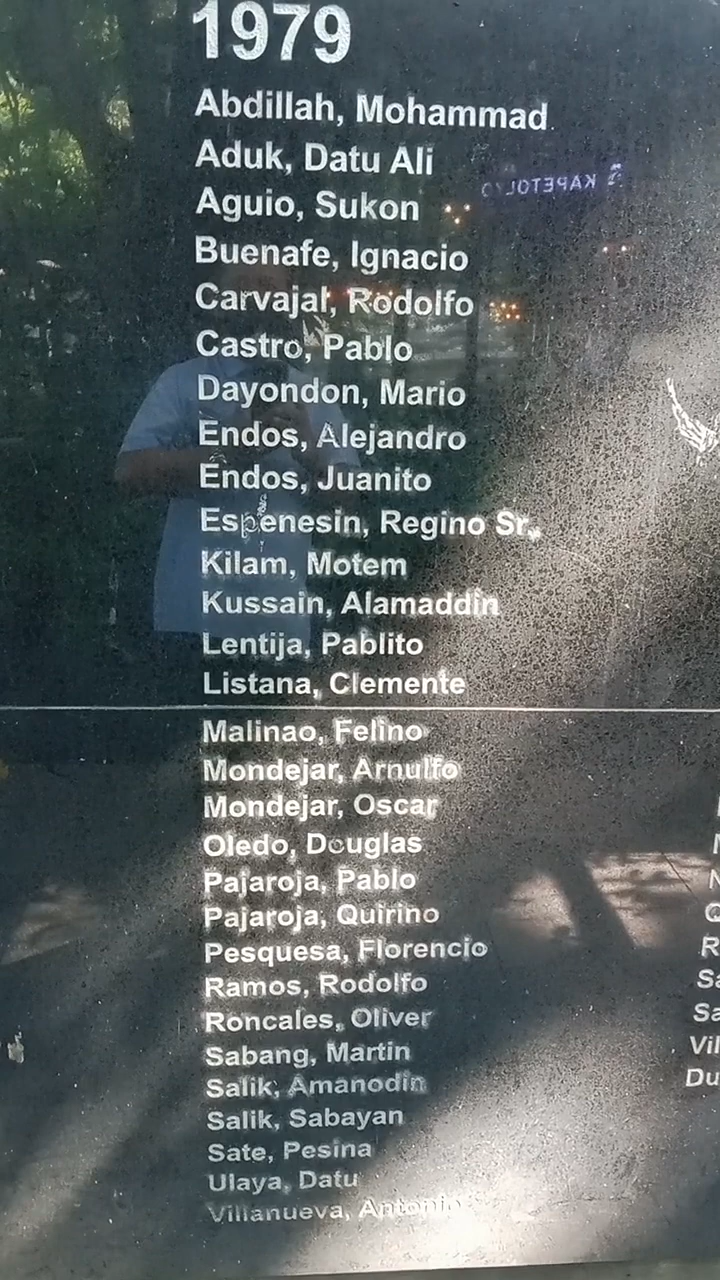 1979
Abdillah, Mohammad
Aduk, Datu Ali
Aguio, Sukon
Buenafe, Ignacio
Carvajal, Rodolfo
Castro, Pablo
Dayondon, Mario
Endos, Alejandro
Endos, Juanito
Espenesin, Regino Sr.
Kilam, Motem
Kussain, Alamaddin
Lentija, Pablito
Listana, Clemente
Malinao, Felino
Mondejar, Arnulfo
Mondejar, Oscar
Oledo, Douglas
Pajaroja, Pablo
Pajaroja, Quirino
Pesquesa, Florencio
Ramos, Rodolfo
Roncales, Oliver
Sabang, Martin
Salik, Amanodin
Salik, Sabayan
Sate, Pesina
Ulaya, Datu
Villanueva, Antonio